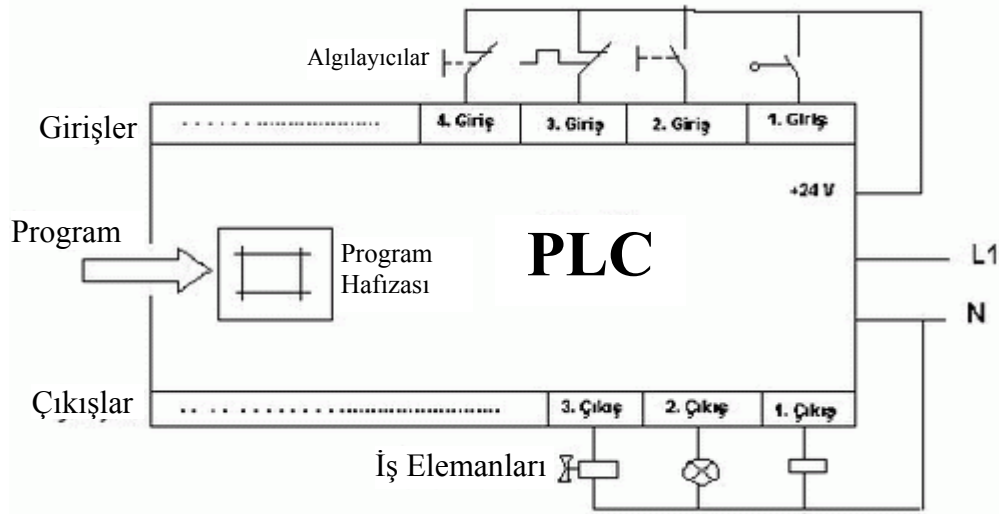 Algılayıcılar
Girişler
4. Giriş 3. Giriş 2. Giriş 1. Giriş
+24 V
Program
Program
Hafızası
PLC
L1
N
Çıkışlar
3. Çıkış 2. Çıkış 1. Çıkış
İş Elemanları